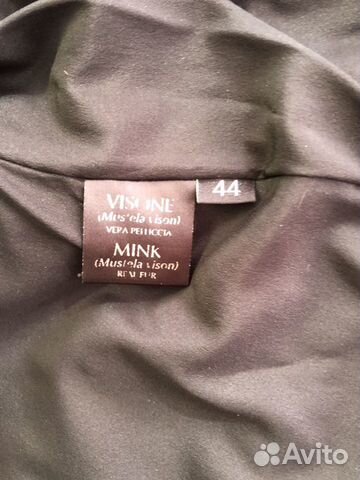 VISONE
(Mustela vison)
VERA PELLICCIA
MINK
(Mustela vison)
REAL FUR
44
Avito